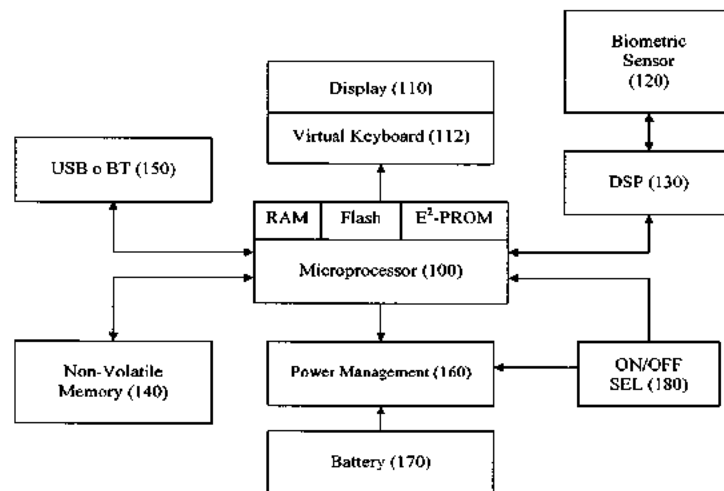 Biometric
Sensor
(120)
Display (110)
Virtual Keyboard (112)
USB o BT (150)
DSP (130)
RAM
Flash
E²-PROM
Microprocessor (100)
Non-Volatile
Memory (140)
Power Management (160)
ON/OFF
SEL (180)
Battery (170)